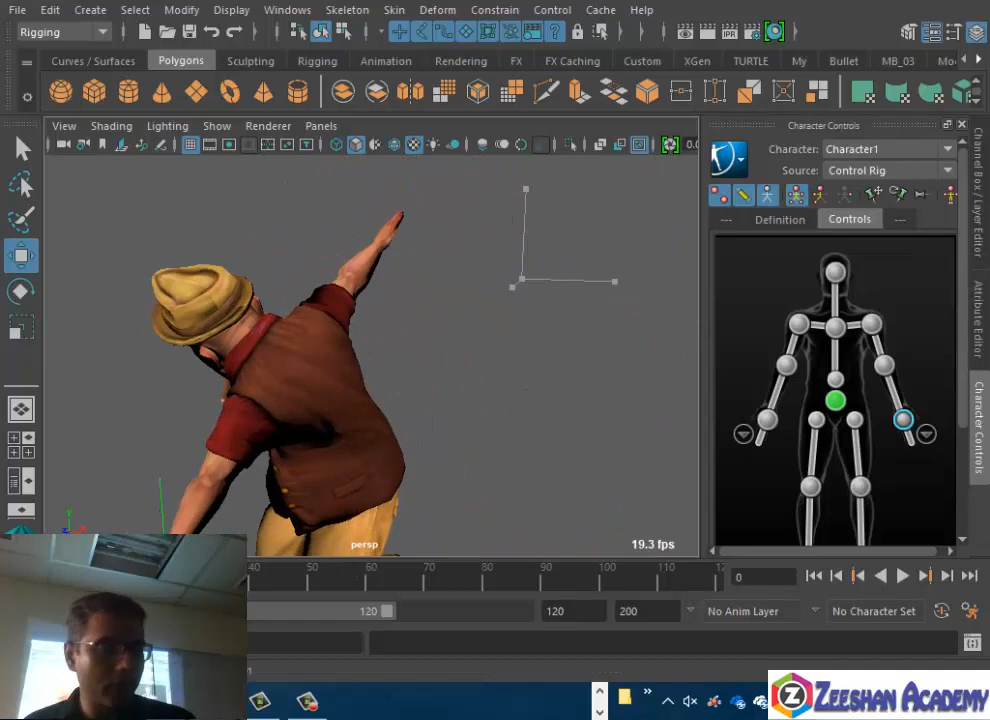 File Edit Create Select Modify Display Windows Skeleton Skin Deform Constrain Control Cache Help
Rigging
Curves / Surfaces Polygons Sculpting Rigging Animation Rendering FX FX Caching Custom XGen TURTLE My Bullet MB_03
View Shading Lighting Show Renderer Panels
Character Controls
Character: Character1
Source: Control Rig
--- Definition Controls ---
Channel Box / Layer Editor
Attribute Editor
Character Controls
IPR
0.0
y
x
persp
19.3 fps
40 50 60 70 80 90 100 110 12
0
120
120
200
No Anim Layer
No Character Set
ZEESHAN ACADEMY